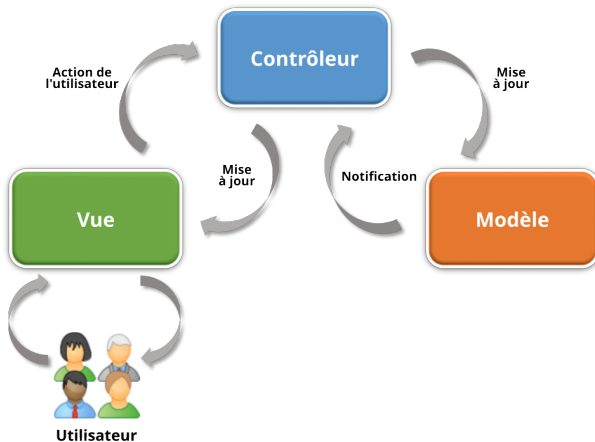 Contrôleur
Action de
l'utilisateur
Mise
à jour
Mise
à jour
Notification
Vue
Modèle
Utilisateur